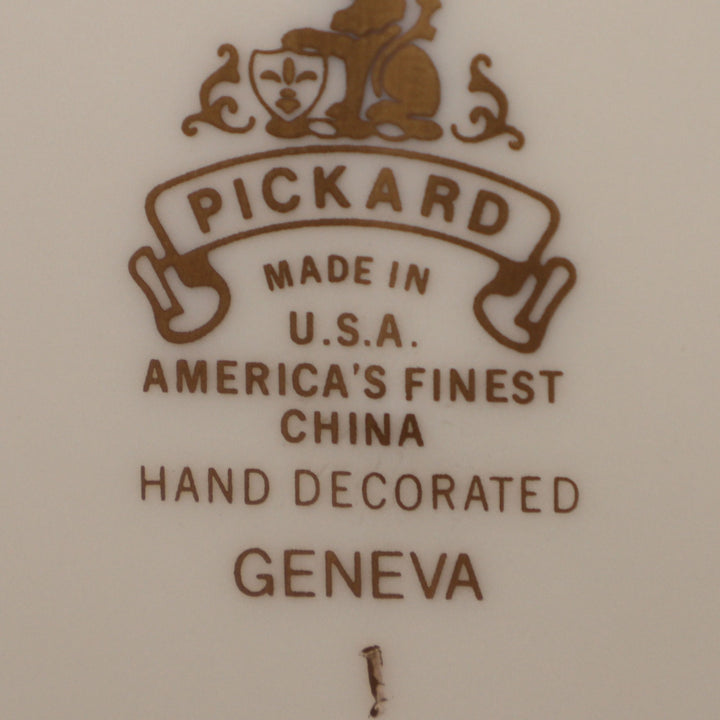 PICKARD
MADE IN
U.S.A.
AMERICA'S FINEST
CHINA
HAND DECORATED
GENEVA